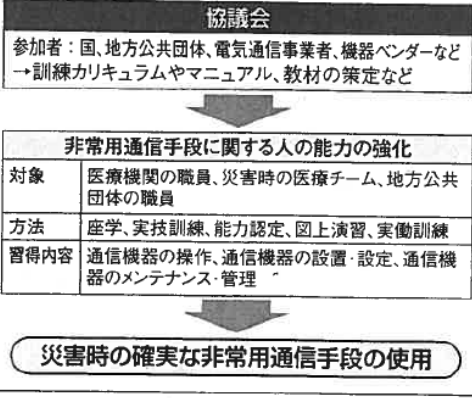 協議会
参加者：国、地方公共団体、電気通信事業者、機器ベンダーなど
→訓練カリキュラムやマニュアル、教材の策定など
非常用通信手段に関する人の能力の強化
対象
医療機関の職員、災害時の医療チーム、地方公共
団体の職員
方法
座学、実技訓練、能力認定、図上演習、実働訓練
習得内容
通信機器の操作、通信機器の設置・設定、通信機
器のメンテナンス・管理
災害時の確実な非常用通信手段の使用